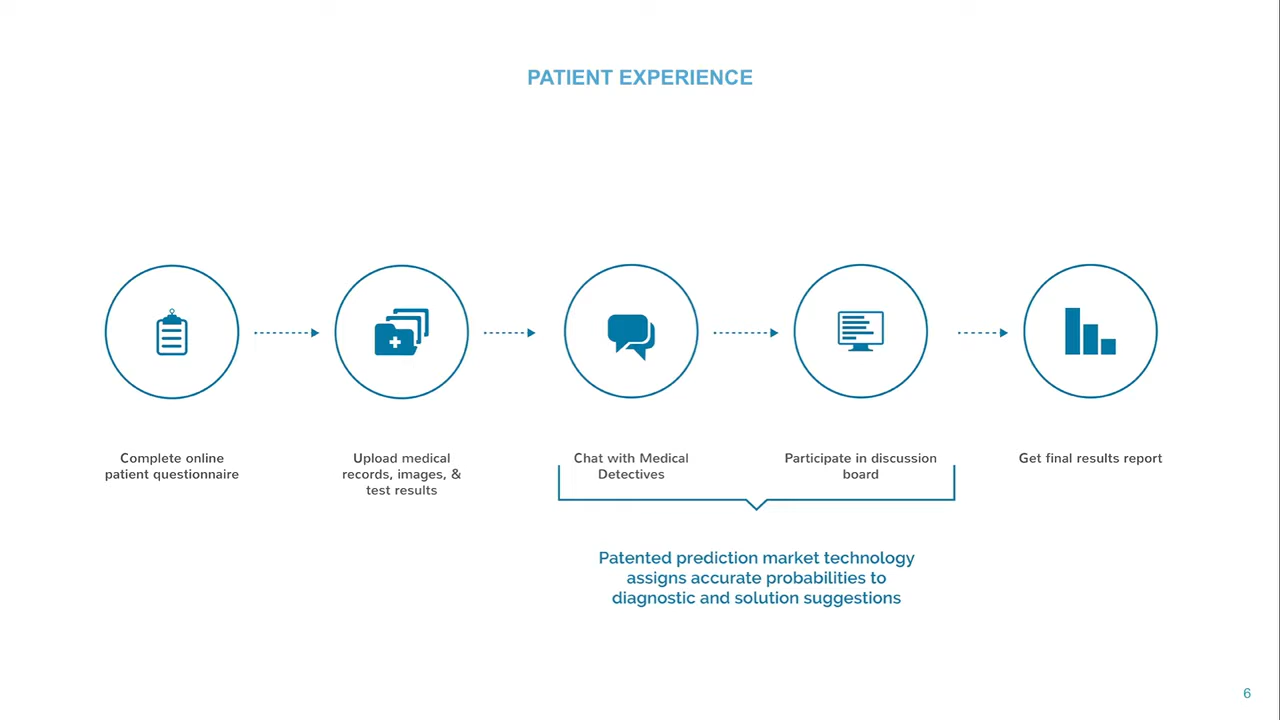 PATIENT EXPERIENCE
Complete online
patient questionnaire
Upload medical
records, images, &
test results
Chat with Medical
Detectives
Participate in discussion
board
Get final results report
Patented prediction market technology
assigns accurate probabilities to
diagnostic and solution suggestions
6